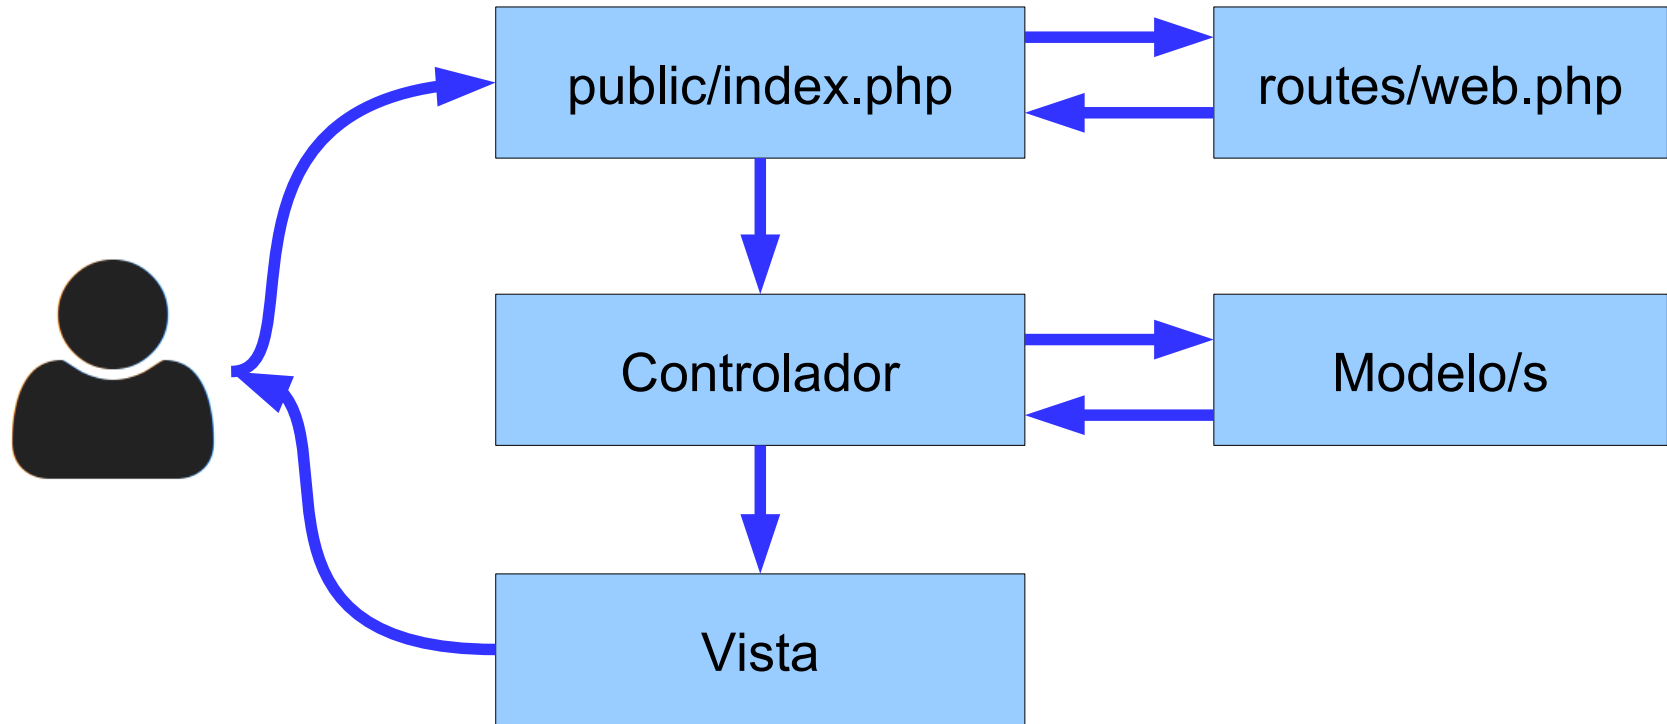 public/index.php
routes/web.php
Controlador
Modelo/s
Vista